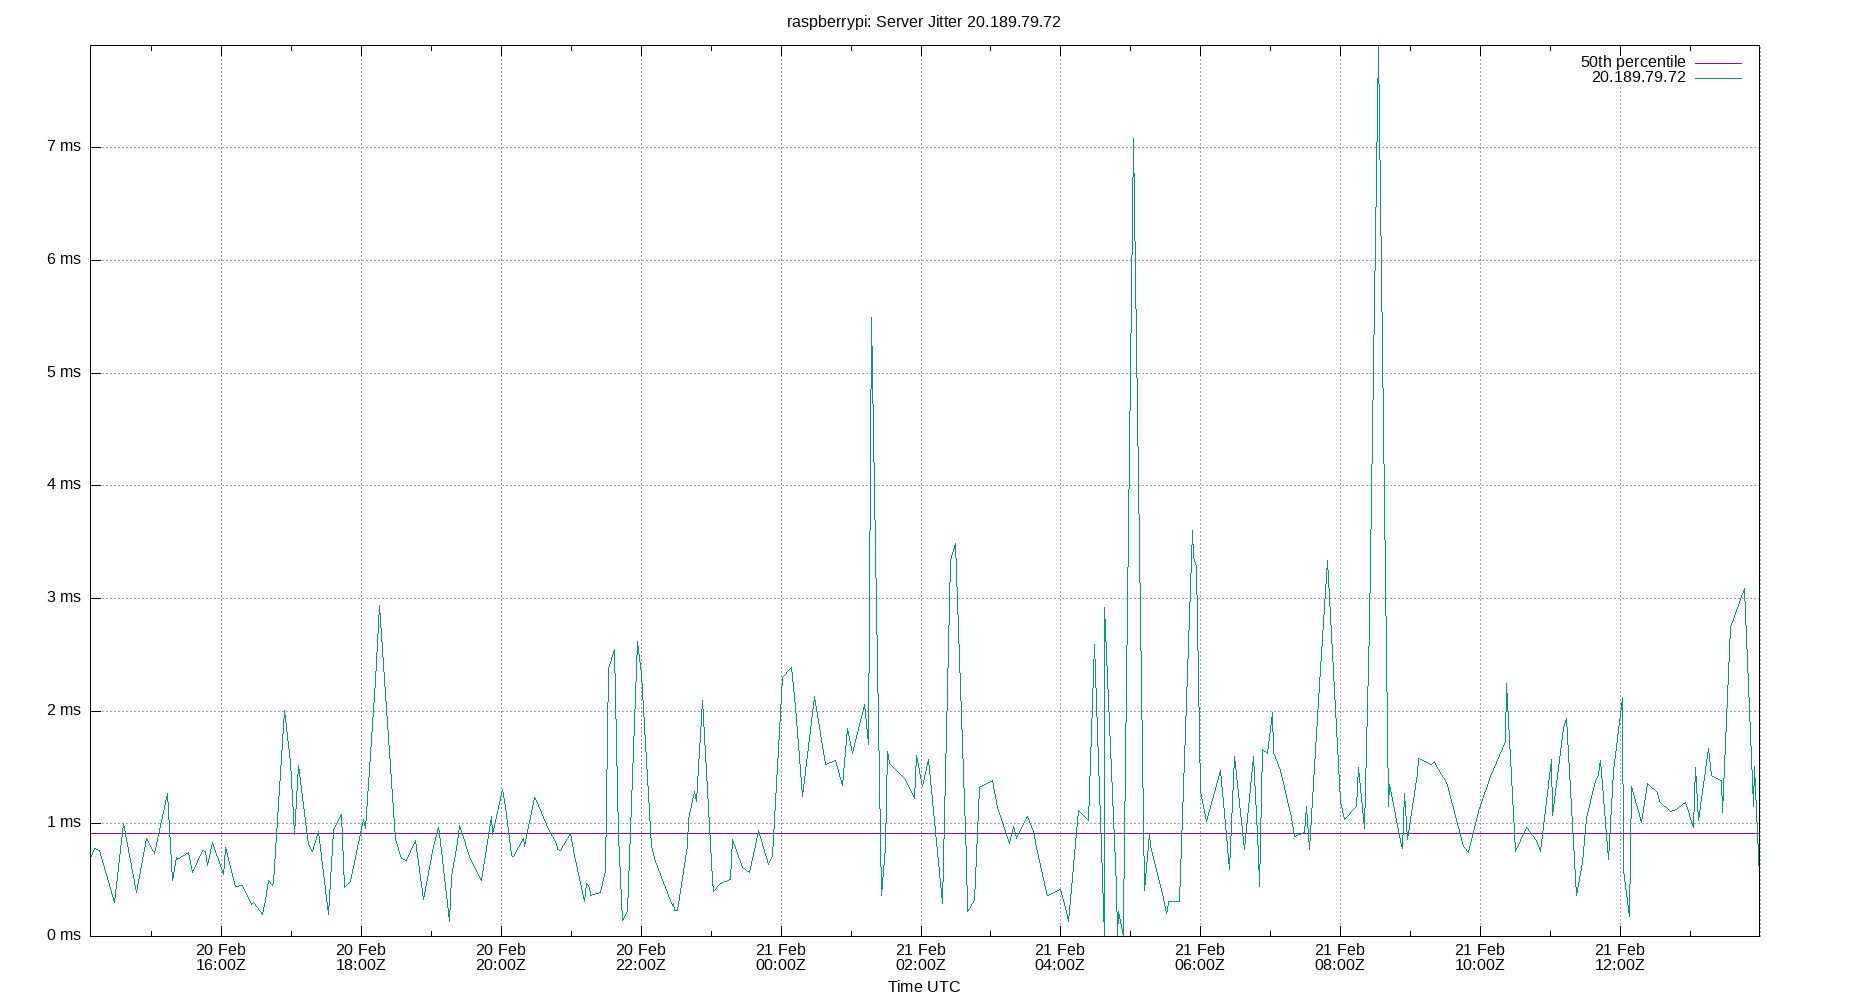 raspberrypi: Server Jitter 20.189.79.72
50th percentile
20.189.79.72
7 ms
6 ms
5 ms
4 ms
3 ms
2 ms
1 ms
0 ms
20 Feb 20 Feb 20 Feb 20 Feb 21 Feb 21 Feb 21 Feb 21 Feb 21 Feb 21 Feb 21 Feb
16:00Z 18:00Z 20:00Z 22:00Z 00:00Z 02:00Z 04:00Z 06:00Z 08:00Z 10:00Z 12:00Z
Time UTC